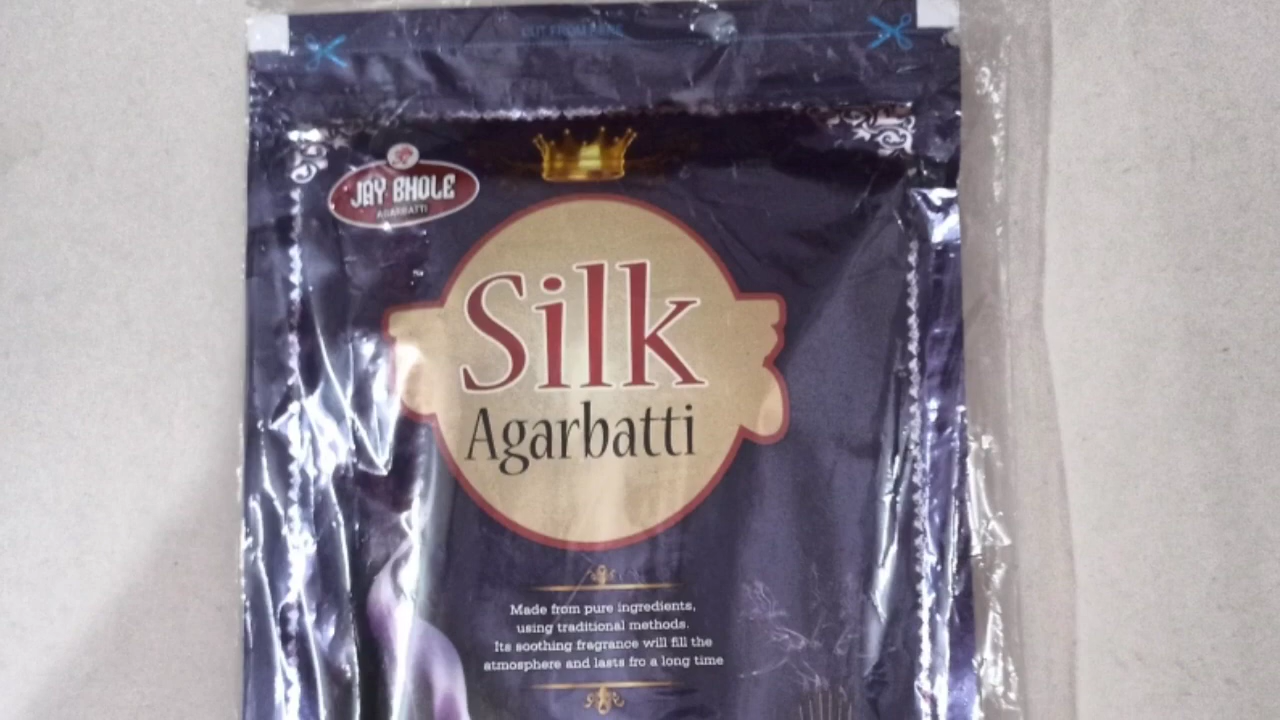 CUT FROM HERE
JAY BHOLE
AGARBATTI
Silk
Agarbatti
Made from pure ingredients,
using traditional methods.
Its soothing fragrance will fill the
atmosphere and lasts fro a long time